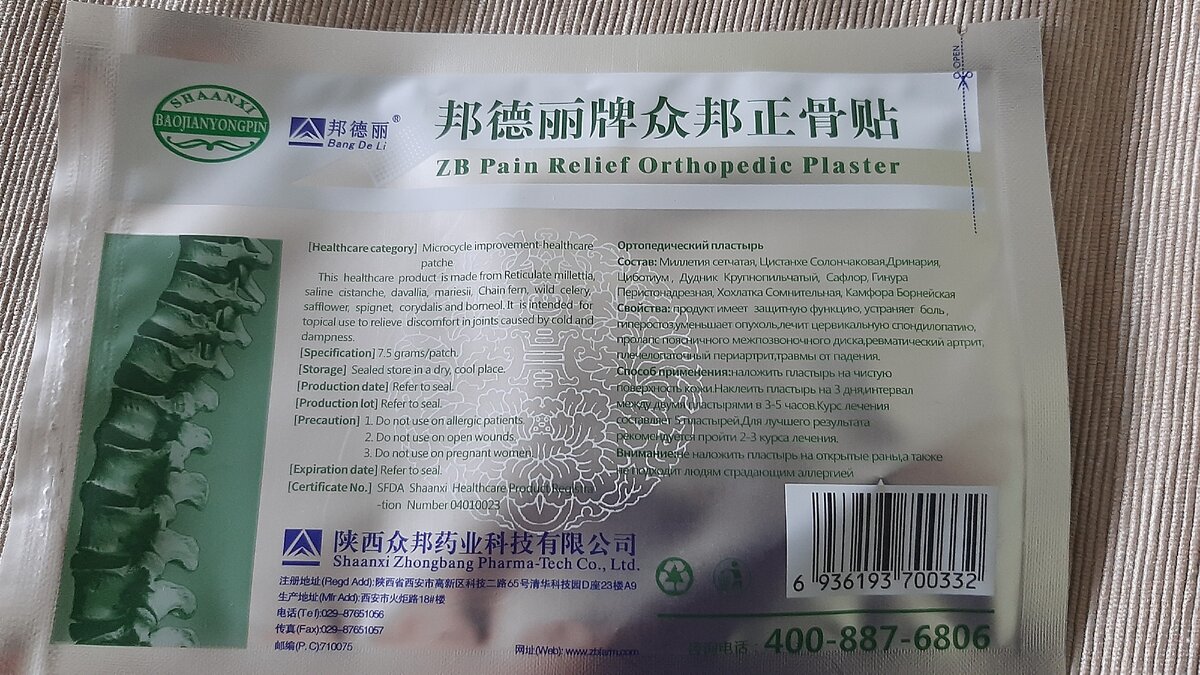 OPEN
SHAANXI
BAOJIANYONGPIN
邦德丽®
Bang De Li
邦德丽牌众邦正骨贴
ZB Pain Relief Orthopedic Plaster
[Healthcare category] Microcycle improvement healthcare
patche
This healthcare product is made from Reticulate millettia,
saline cistanche, davallia, mariesii, Chain fern, wild celery,
safflower, spignet, corydalis and borneol. It is intended for
topical use to relieve discomfort in joints caused by cold and
dampness.
[Specification] 7.5 grams/patch.
[Storage] Sealed store in a dry, cool place.
[Production date] Refer to seal.
[Production lot] Refer to seal.
[Precaution] 1. Do not use on allergic patients.
2. Do not use on open wounds.
3. Do not use on pregnant women.
[Expiration date] Refer to seal.
[Certificate No.] SFDA Shaanxi Healthcare Product Registra
-tion Number 04010023
Ортопедический пластырь
Состав: Миллетия сетчатая, Цистанхе Солончаковая,Дринария,
Циботиум, Дудник Крупнопильчатый, Сафлор, Гинура
Перистонадрезная, Хохлатка Сомнительная, Камфора Борнейская
Свойства: продукт имеет защитную функцию, устраняет боль,
гиперостоз,уменьшает опухоль,лечит цервикальную спондилопатию,
пролапс поясничного межпозвоночного диска,ревматический артрит,
плечелопаточный периартрит,травмы от падения.
Способ применения:наложить пластырь на чистую
поверхность кожи.Наклеить пластырь на 3 дня,интервал
между двумя пластырями в 3-5 часов.Курс лечения
составляет 5 пластырей.Для лучшего результата
рекомендуется пройти 2-3 курса лечения.
Внимание:не наложить пластырь на открытые раны,а также
не подходит людям страдающим аллергией
陕西众邦药业科技有限公司
Shaanxi Zhongbang Pharma-Tech Co., Ltd.
注册地址(Regd Add):陕西省西安市高新区科技二路65号清华科技园D座23楼A9
生产地址(Mfr Add):西安市火炬路18#楼
电话(Tel):029-87651056
传真(Fax):029-87651057
邮编(P.C)710075
网址(Web): www.zbfarm.com
6 936193 700332
咨询电话: 400-887-6806